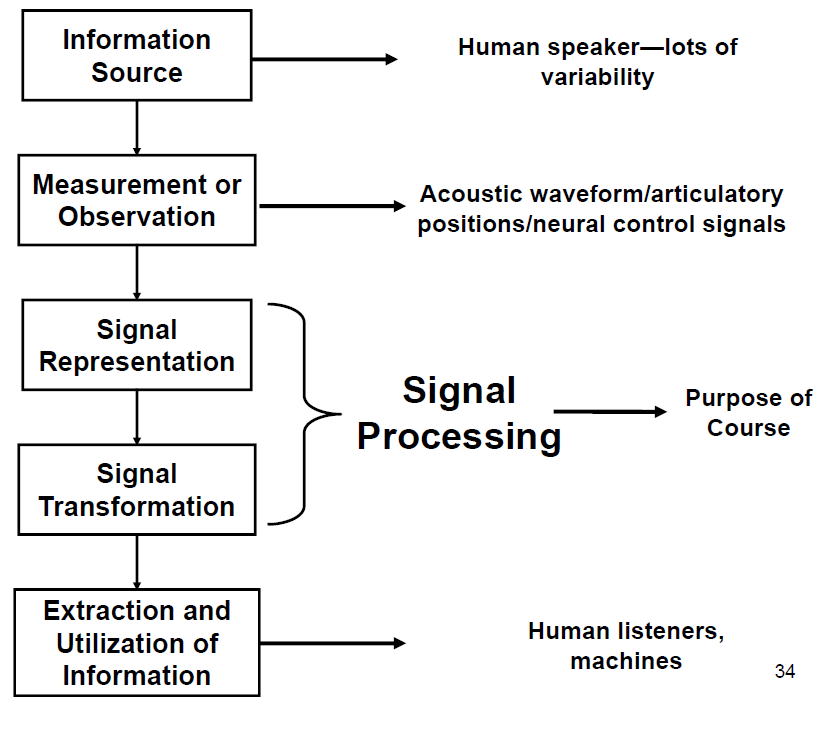 Information
Source
Human speaker—lots of
variability
Measurement or
Observation
Acoustic waveform/articulatory
positions/neural control signals
Signal
Representation
Signal
Processing
Purpose of
Course
Signal
Transformation
Extraction and
Utilization of
Information
Human listeners,
machines
34